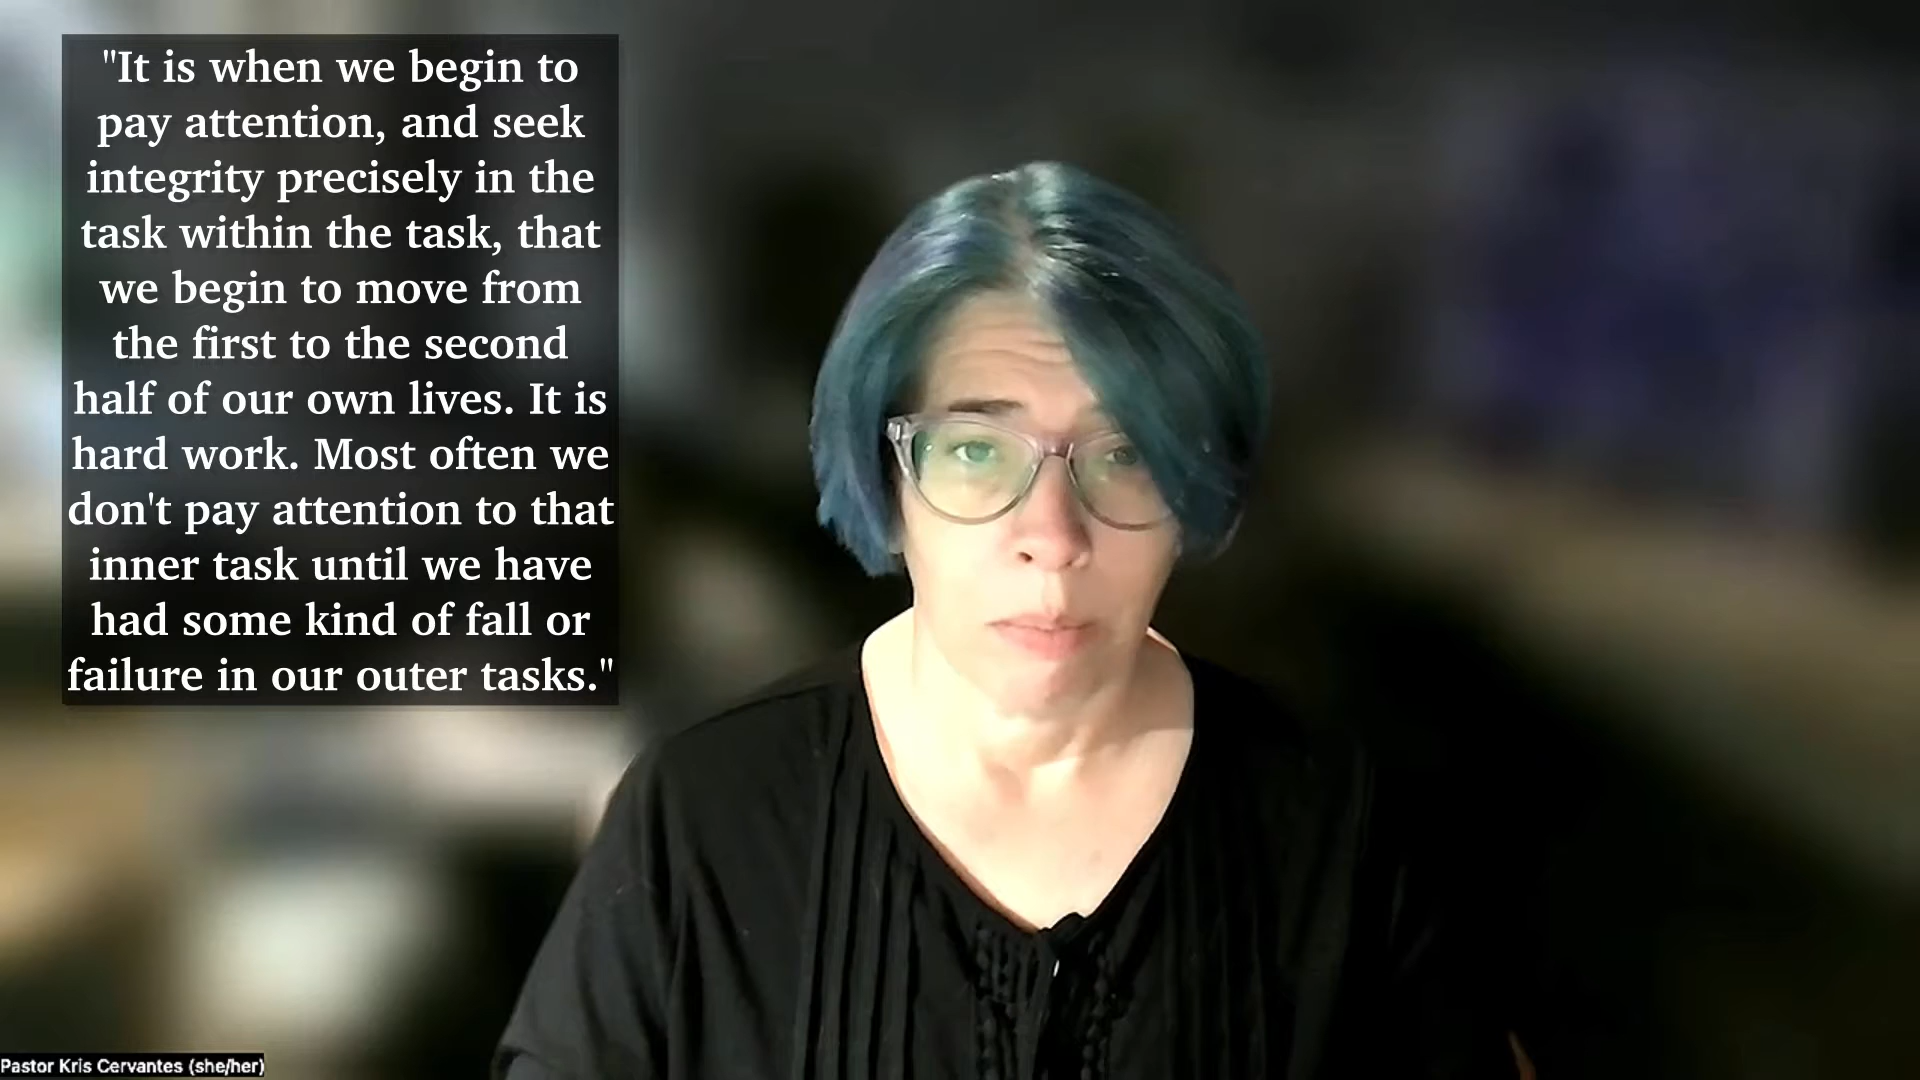 "It is when we begin to
pay attention, and seek
integrity precisely in the
task within the task, that
we begin to move from
the first to the second
half of our own lives. It is
hard work. Most often we
don't pay attention to that
inner task until we have
had some kind of fall or
failure in our outer tasks."
Pastor Kris Cervantes (she/her)